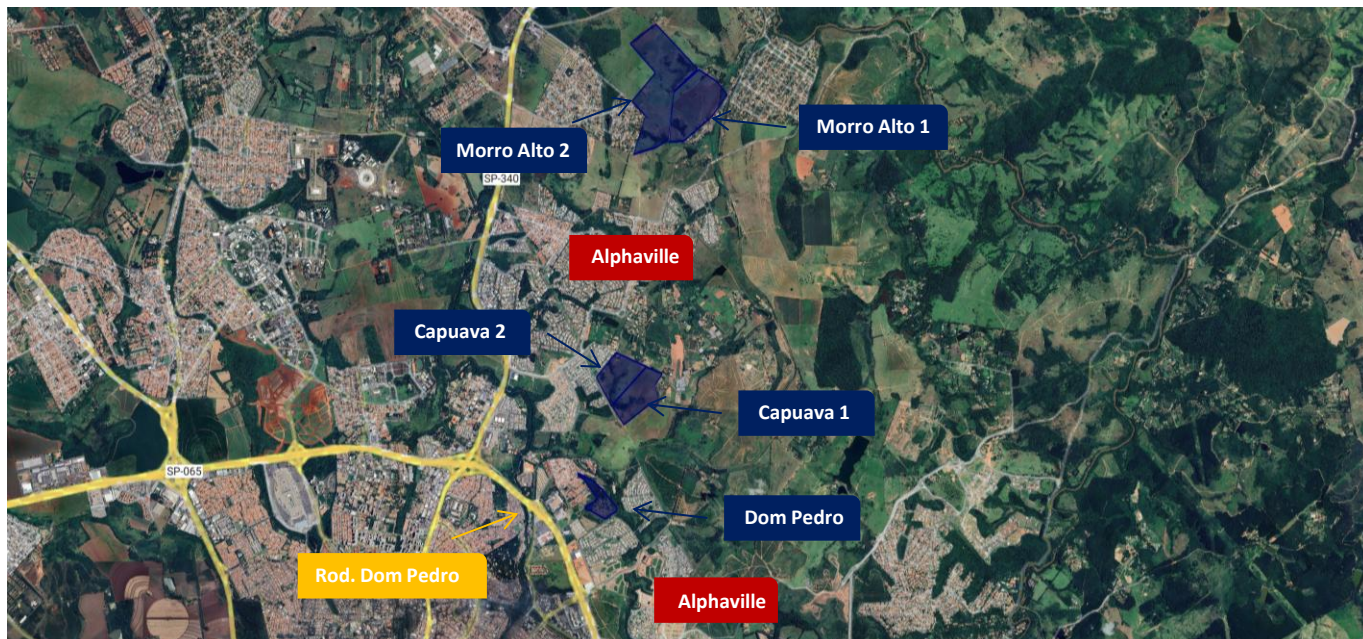 Morro Alto 1
Morro Alto 2
SP-340
Alphaville
Capuava 2
Capuava 1
SP-065
Dom Pedro
Rod. Dom Pedro
Alphaville